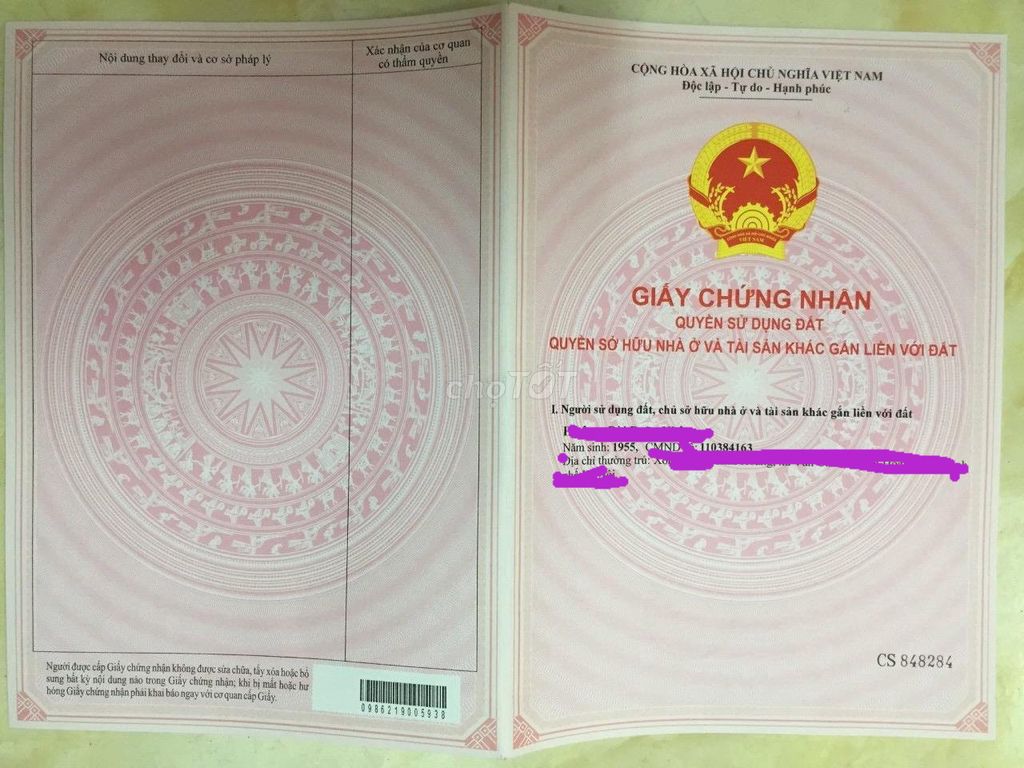 Nội dung thay đổi và cơ sở pháp lý
Xác nhận của cơ quan
có thẩm quyền
Người được cấp Giấy chứng nhận không được sửa chữa, tẩy xóa hoặc bổ
sung bất kỳ nội dung nào trong Giấy chứng nhận; khi bị mất hoặc hư
hỏng Giấy chứng nhận phải khai báo ngay với cơ quan cấp Giấy.
0986219005938
CỘNG HÒA XÃ HỘI CHỦ NGHĨA VIỆT NAM
Độc lập - Tự do - Hạnh phúc
VIỆT NAM
GIẤY CHỨNG NHẬN
QUYỀN SỬ DỤNG ĐẤT
QUYỀN SỞ HỮU NHÀ Ở VÀ TÀI SẢN KHÁC GẮN LIỀN VỚI ĐẤT
I. Người sử dụng đất, chủ sở hữu nhà ở và tài sản khác gắn liền với đất
Năm sinh: 1955, CMND 110384163
Địa chỉ thường trú:
CS 848284
chợTỐT